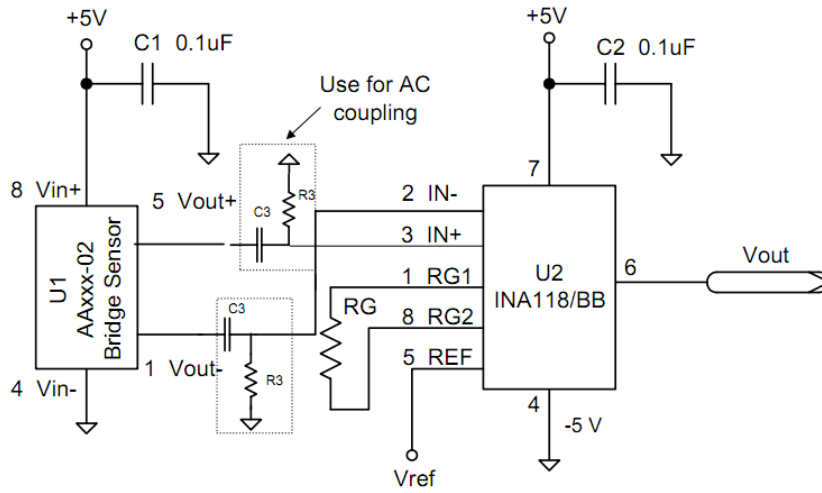 +5V
C1 0.1uF
+5V
C2 0.1uF
Use for AC
coupling
8 Vin+
5 Vout+
C3
R3
U1
AAxxx-02
Bridge Sensor
C3
R3
1 Vout-
4 Vin-
7
2 IN-
3 IN+
1 RG1
RG
8 RG2
5 REF
U2
INA118/BB
6
Vout
4
-5 V
Vref